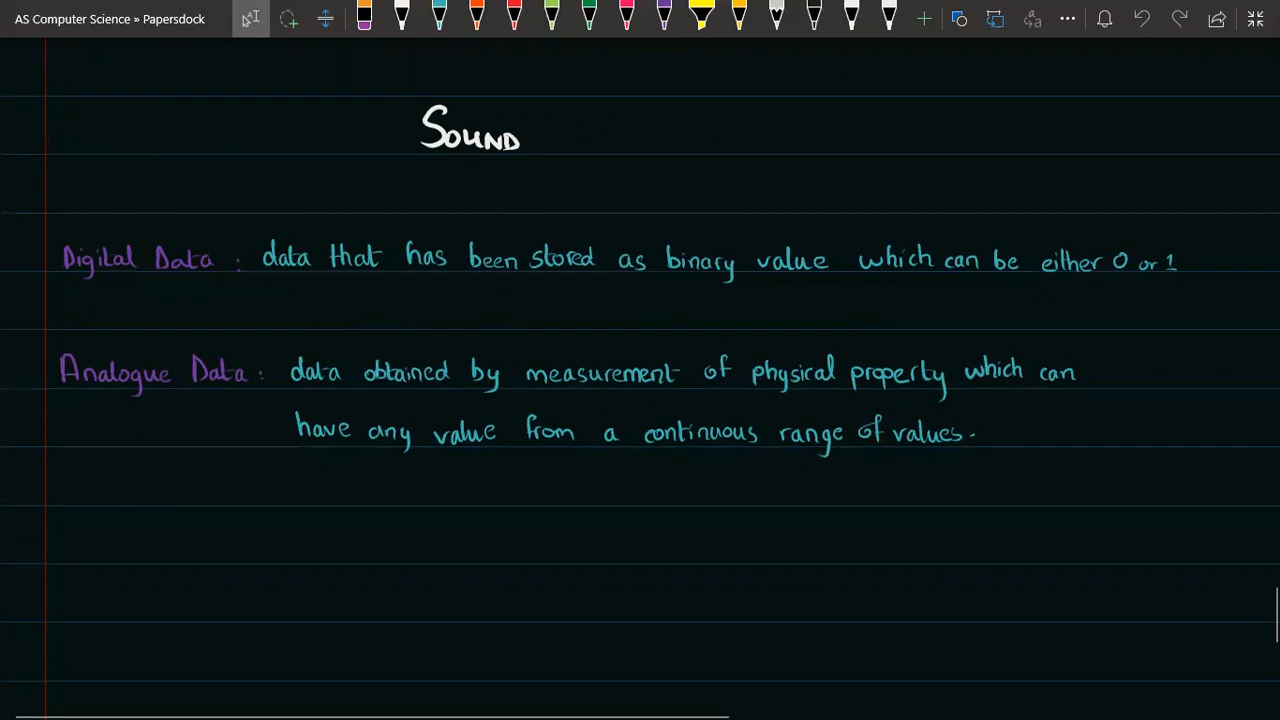 AS Computer Science » Papersdock
SOUND
Digital Data : data that has been stored as binary value which can be either 0 or 1
Analogue Data : data obtained by measurement of physical property which can
have any value from a continuous range of values.